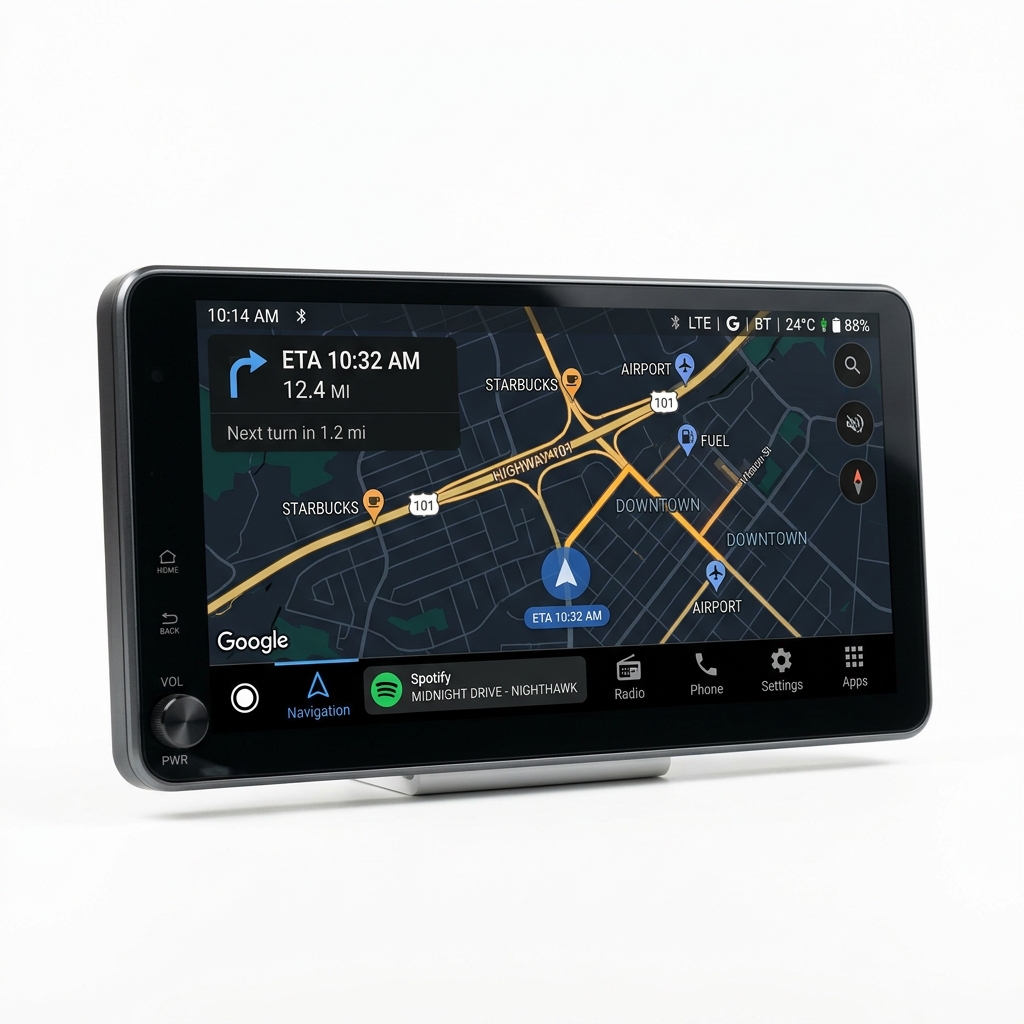 10:14 AM
LTE | G | BT | 24°C 88%
ETA 10:32 AM
12.4 MI
Next turn in 1.2 mi
STARBUCKS
AIRPORT
101
FUEL
HIGHWAY 101
STARBUCKS
101
DOWNTOWN
DOWNTOWN
AIRPORT
ETA 10:32 AM
Google
HOME
BACK
VOL
PWR
Navigation
Spotify
MIDNIGHT DRIVE - NIGHTHAWK
Radio
Phone
Settings
Apps